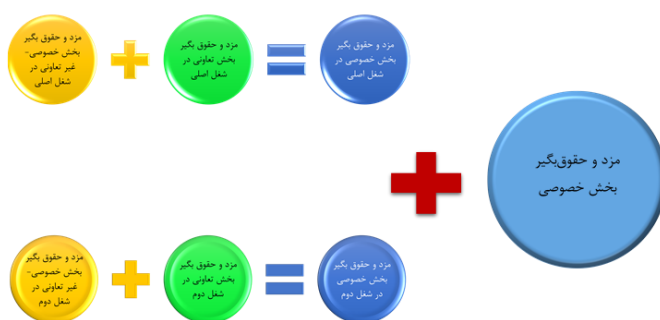 مزد و حقوق بگیر
بخش خصوصی-
غیر تعاونی در
شغل اصلی
مزد و حقوق بگیر
بخش تعاونی در
شغل اصلی
مزد و حقوق بگیر
بخش خصوصی در
شغل اصلی
مزد و حقوق‌بگیر
بخش خصوصی
مزد و حقوق بگیر
بخش خصوصی-
غیر تعاونی در
شغل دوم
مزد و حقوق بگیر
بخش تعاونی در
شغل دوم
مزد و حقوق بگیر
بخش خصوصی
در شغل دوم